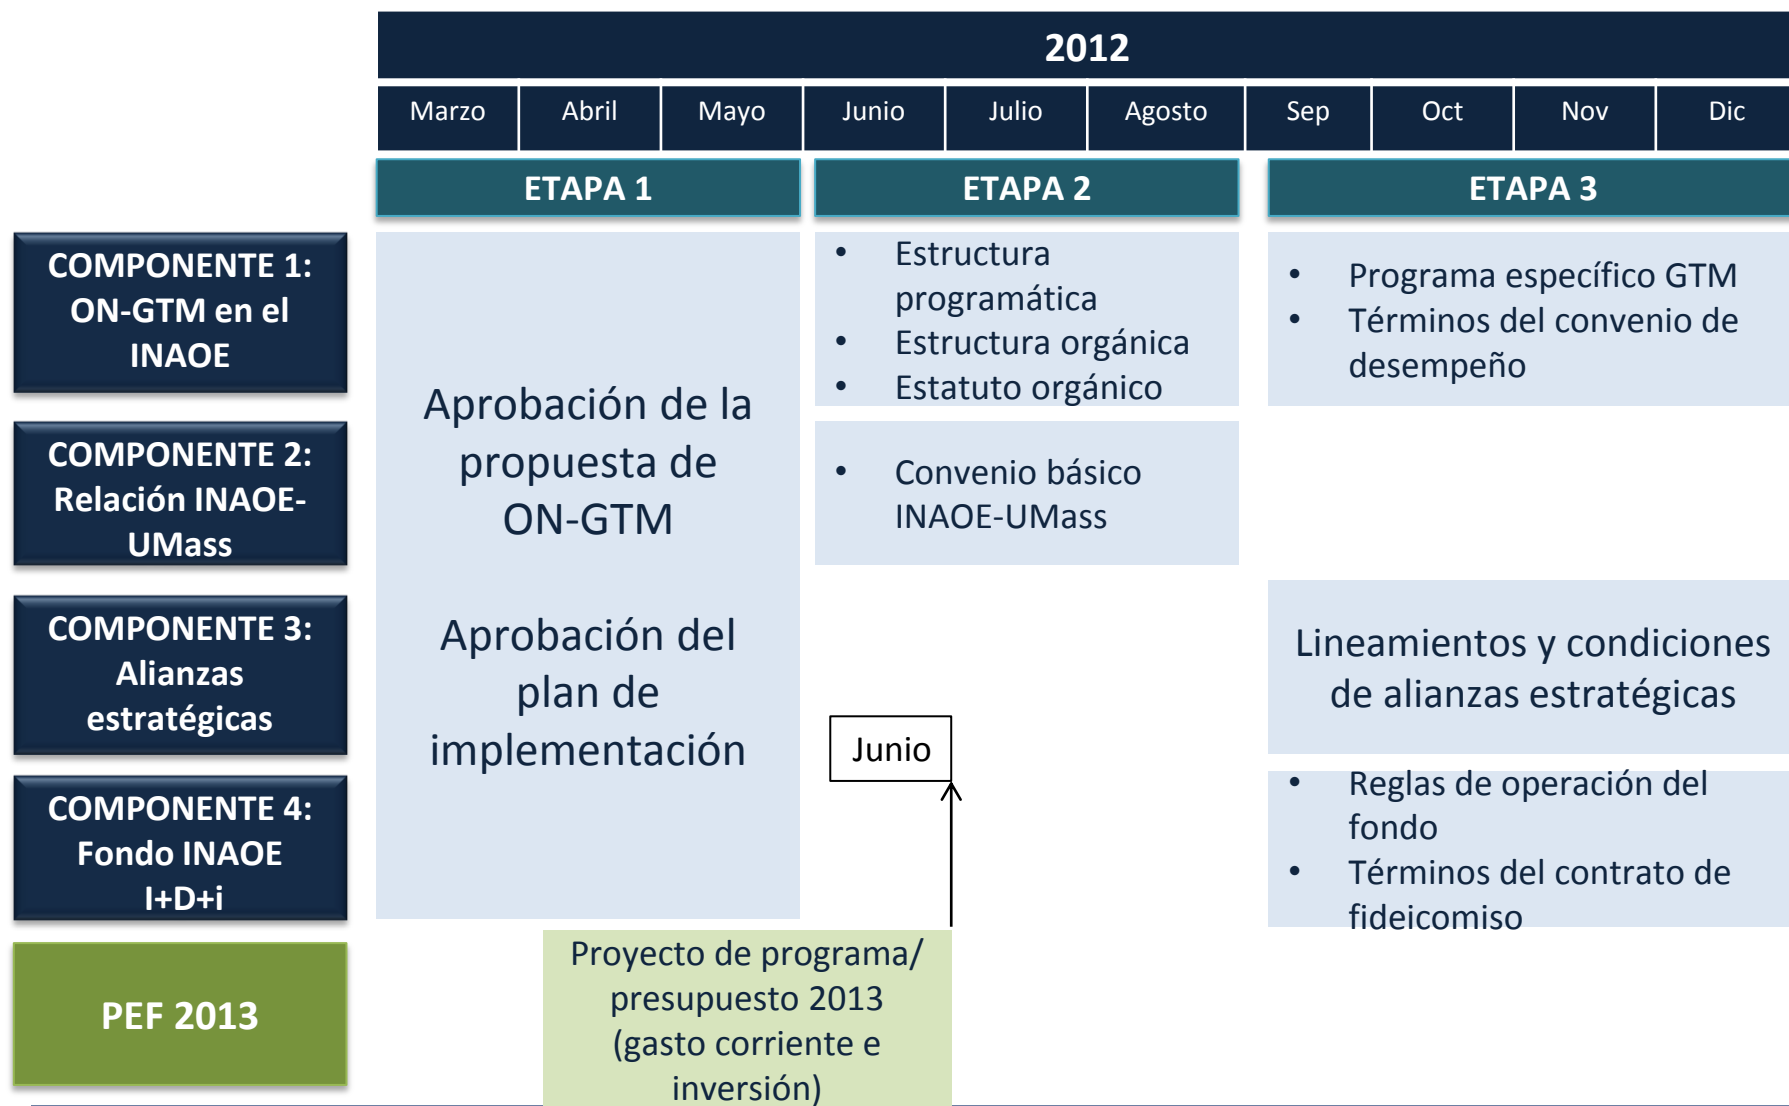 2012
Marzo Abril Mayo Junio Julio Agosto Sep Oct Nov Dic
ETAPA 1 ETAPA 2 ETAPA 3
COMPONENTE 1:
ON-GTM en el
INAOE
Aprobación de la
propuesta de
ON-GTM
Aprobación del
plan de
implementación
• Estructura
programática
• Estructura orgánica
• Estatuto orgánico
• Programa específico GTM
• Términos del convenio de
desempeño
COMPONENTE 2:
Relación INAOE-
UMass
• Convenio básico
INAOE-UMass
COMPONENTE 3:
Alianzas
estratégicas
Lineamientos y condiciones
de alianzas estratégicas
Junio
COMPONENTE 4:
Fondo INAOE
I+D+i
• Reglas de operación del
fondo
• Términos del contrato de
fideicomiso
PEF 2013
Proyecto de programa/
presupuesto 2013
(gasto corriente e
inversión)